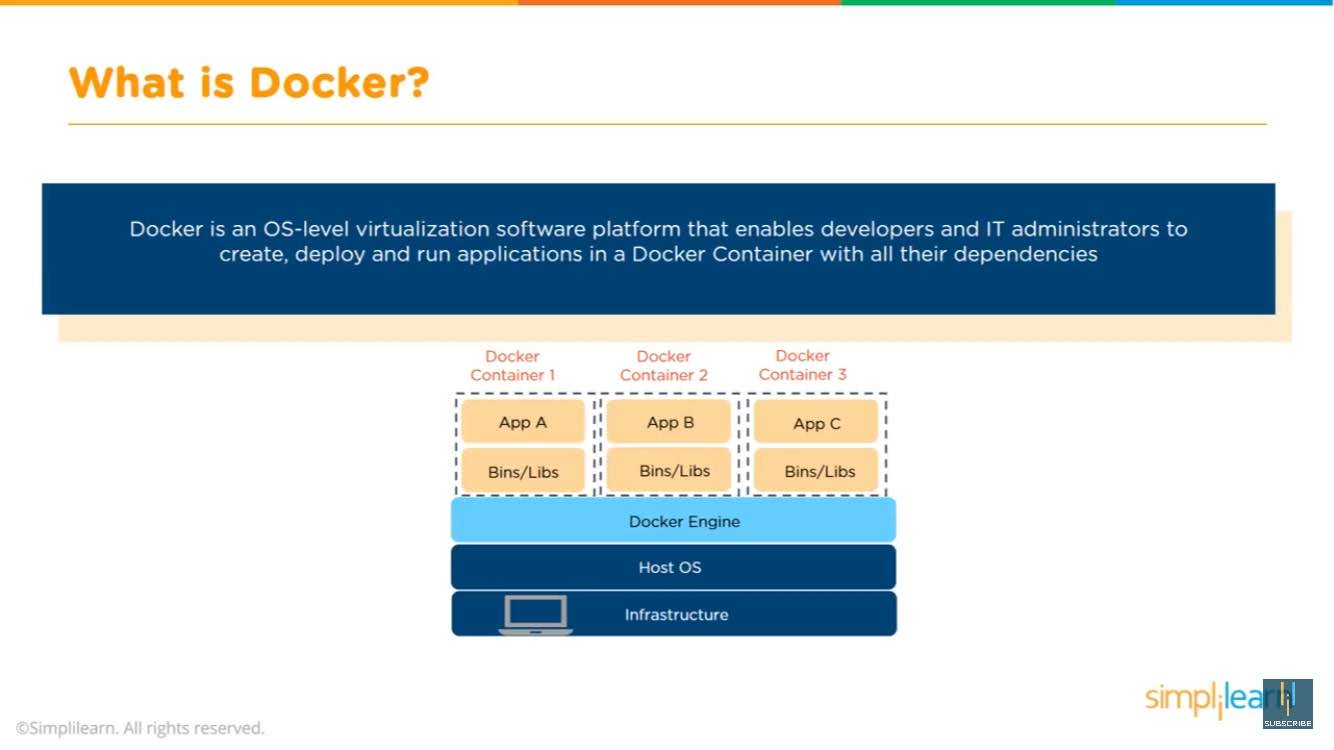 What is Docker?
Docker is an OS-level virtualization software platform that enables developers and IT administrators to
create, deploy and run applications in a Docker Container with all their dependencies
Docker
Container 1
Docker
Container 2
Docker
Container 3
App A
App B
App C
Bins/Libs
Bins/Libs
Bins/Libs
Docker Engine
Host OS
Infrastructure
simplilearn
SUBSCRIBE
©Simplilearn. All rights reserved.